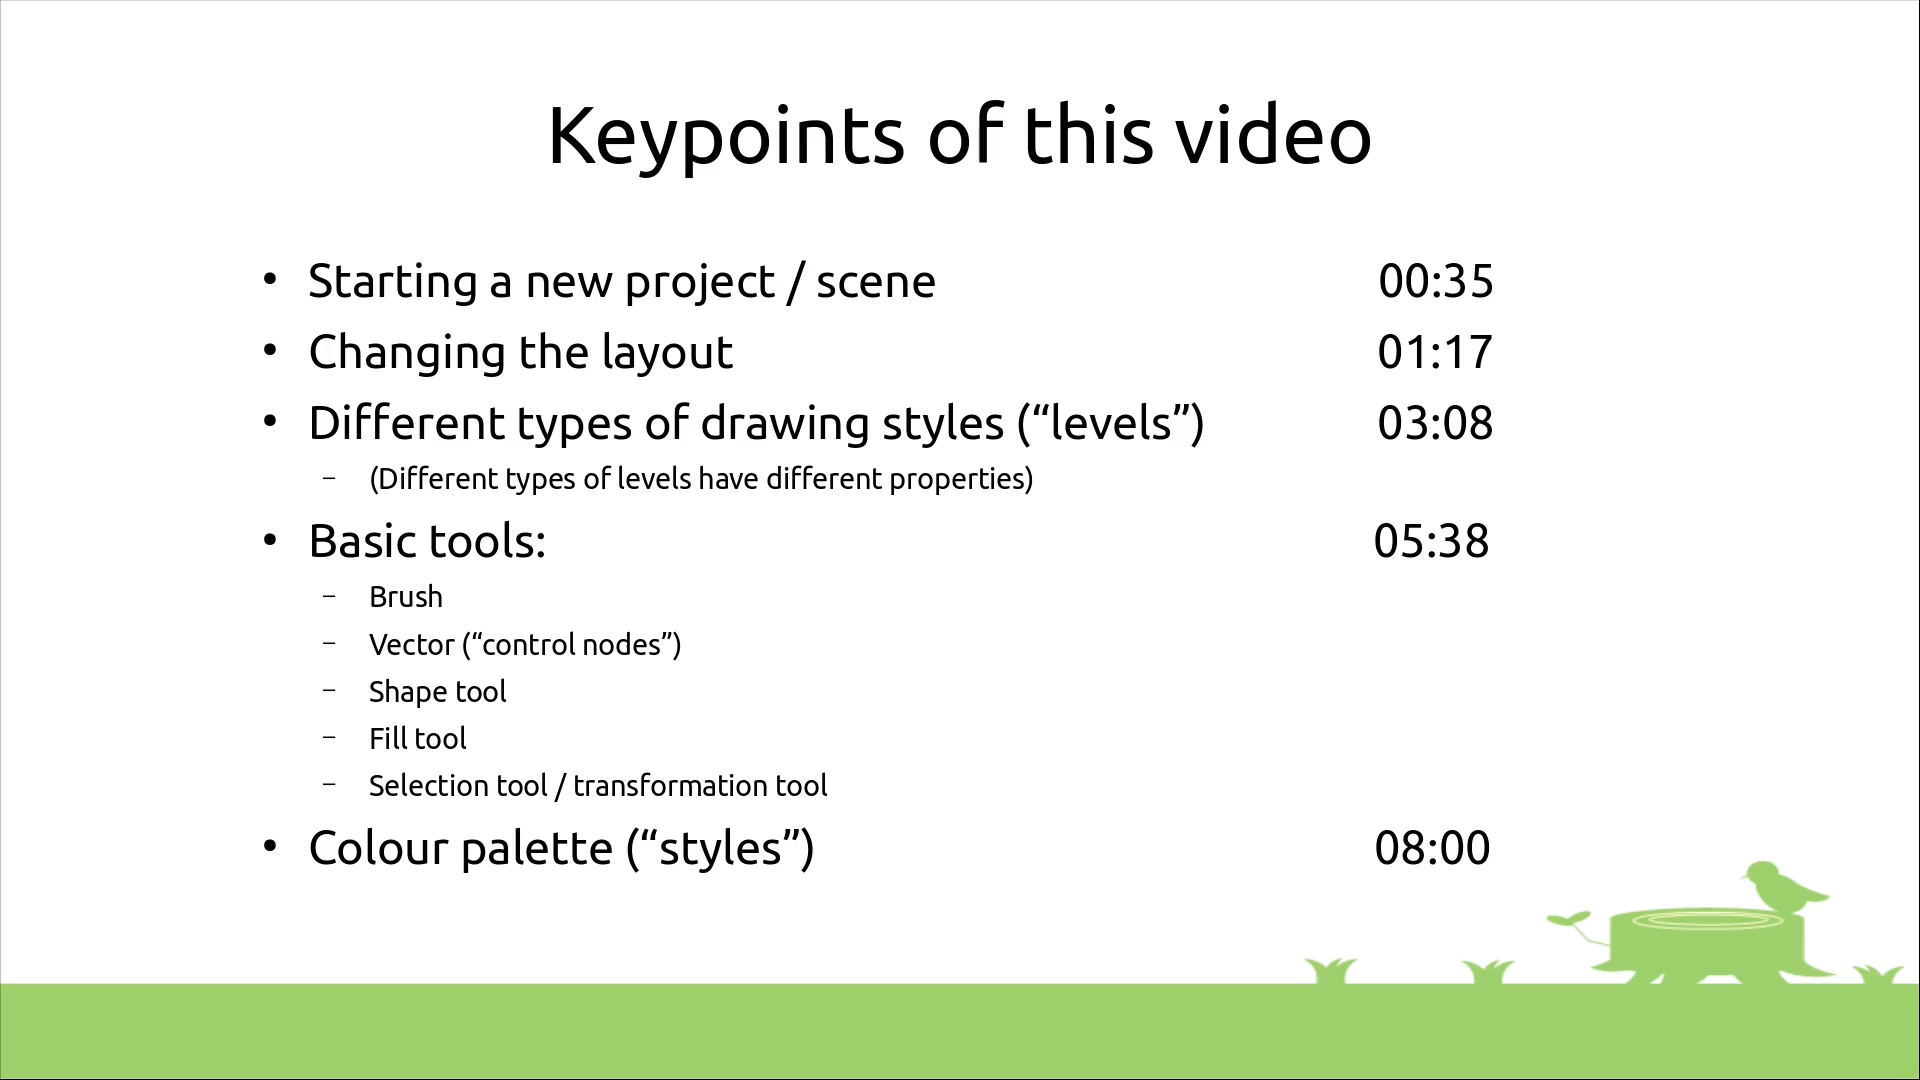 Keypoints of this video
• Starting a new project / scene 00:35
• Changing the layout 01:17
• Different types of drawing styles (“levels”) 03:08
– (Different types of levels have different properties)
• Basic tools: 05:38
– Brush
– Vector (“control nodes”)
– Shape tool
– Fill tool
– Selection tool / transformation tool
• Colour palette (“styles”) 08:00